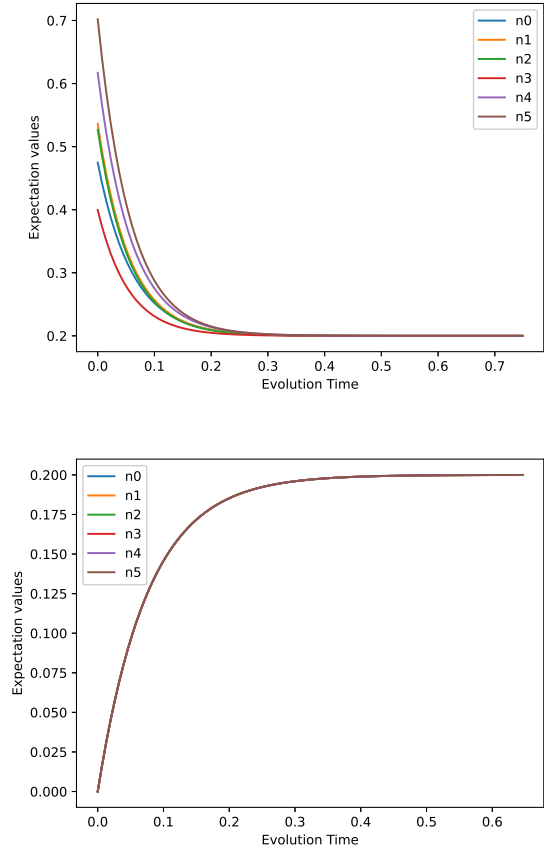 0.7
0.6
0.5
0.4
0.3
0.2
Expectation values
n0
n1
n2
n3
n4
n5
0.0 0.1 0.2 0.3 0.4 0.5 0.6 0.7
Evolution Time
0.200
0.175
0.150
0.125
0.100
0.075
0.050
0.025
0.000
Expectation values
n0
n1
n2
n3
n4
n5
0.0 0.1 0.2 0.3 0.4 0.5 0.6
Evolution Time